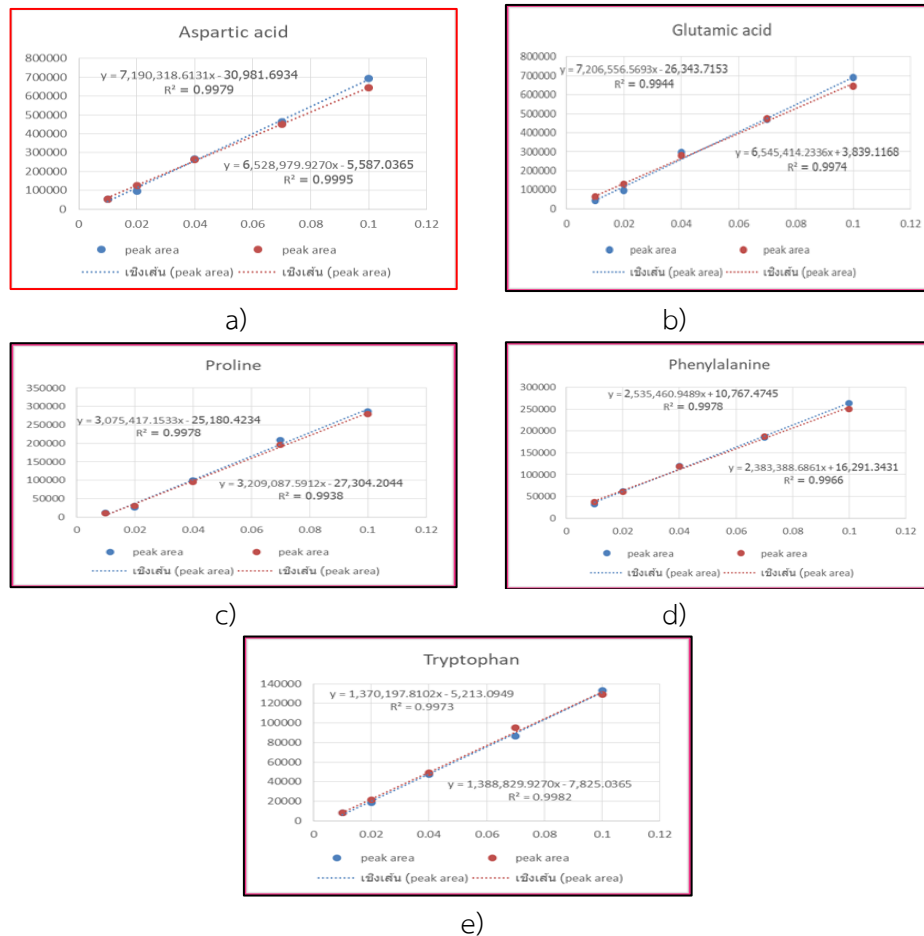 Aspartic acid
800000
y = 7,190,318.6131x - 30,981.6934
700000
R² = 0.9979
600000
500000
400000
300000
y = 6,528,979.9270x - 5,587.0365
200000
R² = 0.9995
100000
0
0 0.02 0.04 0.06 0.08 0.1 0.12
peak area peak area
เชิงเส้น (peak area) เชิงเส้น (peak area)
a)
Glutamic acid
800000
y = 7,206,556.5693x - 26,343.7153
700000
R² = 0.9944
600000
500000
400000
300000
y = 6,545,414.2336x + 3,839.1168
200000
R² = 0.9974
100000
0
0 0.02 0.04 0.06 0.08 0.1 0.12
peak area peak area
เชิงเส้น (peak area) เชิงเส้น (peak area)
b)
Proline
350000
300000
y = 3,075,417.1533x - 25,180.4234
250000
R² = 0.9978
200000
150000
100000
y = 3,209,087.5912x - 27,304.2044
50000
R² = 0.9938
0
0 0.02 0.04 0.06 0.08 0.1 0.12
peak area peak area
เชิงเส้น (peak area) เชิงเส้น (peak area)
c)
Phenylalanine
300000
y = 2,535,460.9489x + 10,767.4745
R² = 0.9978
250000
200000
150000
y = 2,383,388.6861x + 16,291.3431
100000
R² = 0.9966
50000
0
0 0.02 0.04 0.06 0.08 0.1 0.12
peak area peak area
เชิงเส้น (peak area) เชิงเส้น (peak area)
d)
Tryptophan
140000
y = 1,370,197.8102x - 5,213.0949
120000
R² = 0.9973
100000
80000
60000
40000
y = 1,388,829.9270x - 7,825.0365
R² = 0.9982
20000
0
0 0.02 0.04 0.06 0.08 0.1 0.12
peak area peak area
เชิงเส้น (peak area) เชิงเส้น (peak area)
e)